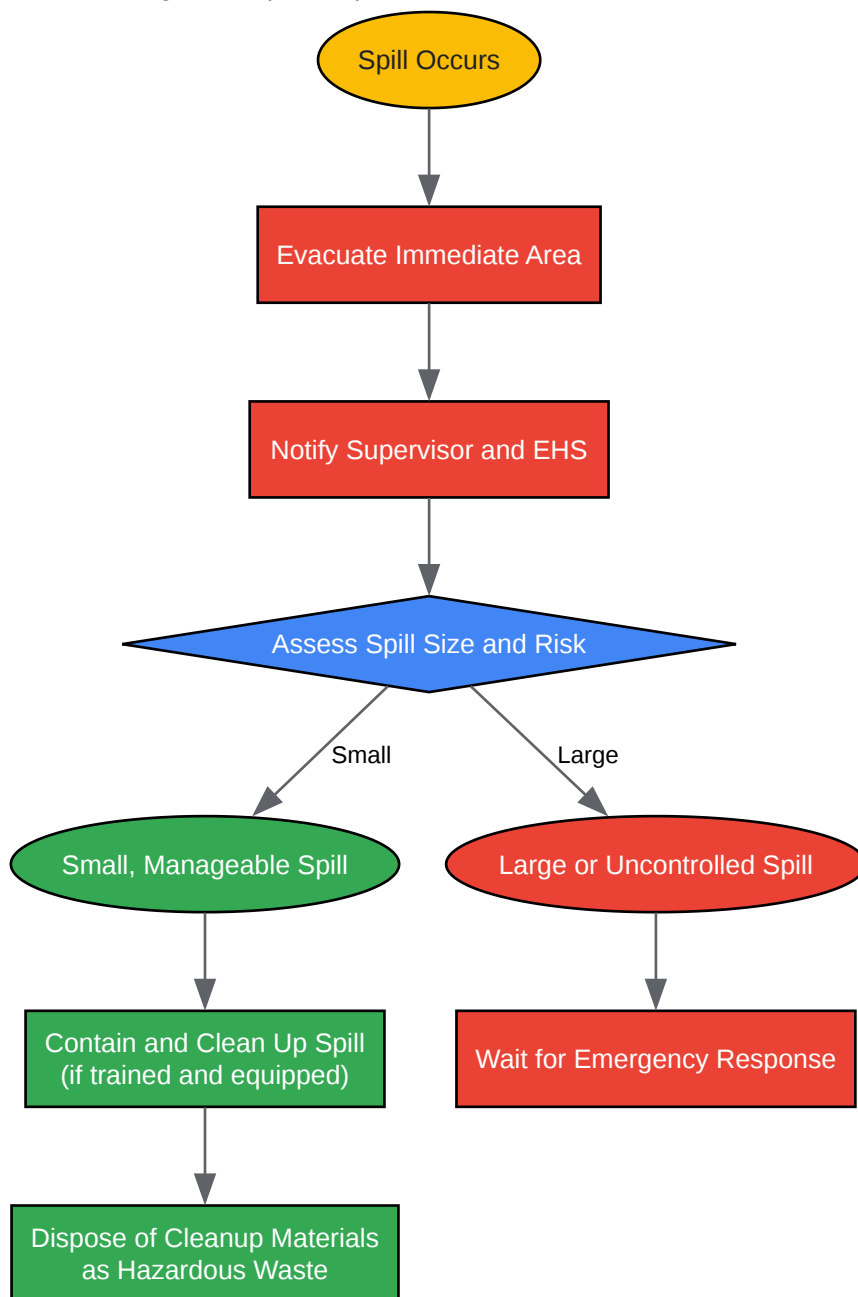 Spill Occurs
Evacuate Immediate Area
Notify Supervisor and EHS
Assess Spill Size and Risk
Small
Large
Small, Manageable Spill
Large or Uncontrolled Spill
Contain and Clean Up Spill
(if trained and equipped)
Wait for Emergency Response
Dispose of Cleanup Materials
as Hazardous Waste